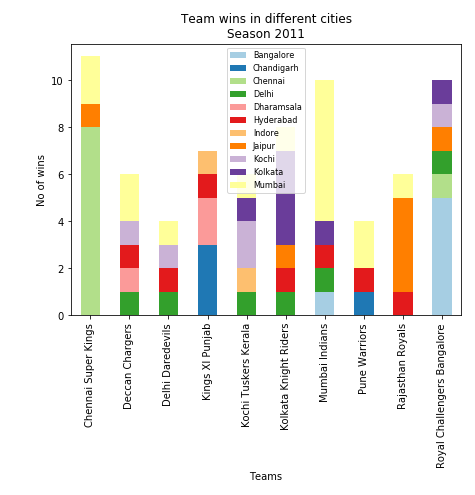 Team wins in different cities
Season 2011
No of wins
10
8
6
4
2
0
Bangalore
Chandigarh
Chennai
Delhi
Dharamsala
Hyderabad
Indore
Jaipur
Kochi
Kolkata
Mumbai
Chennai Super Kings
Deccan Chargers
Delhi Daredevils
Kings XI Punjab
Kochi Tuskers Kerala
Kolkata Knight Riders
Mumbai Indians
Pune Warriors
Rajasthan Royals
Royal Challengers Bangalore
Teams